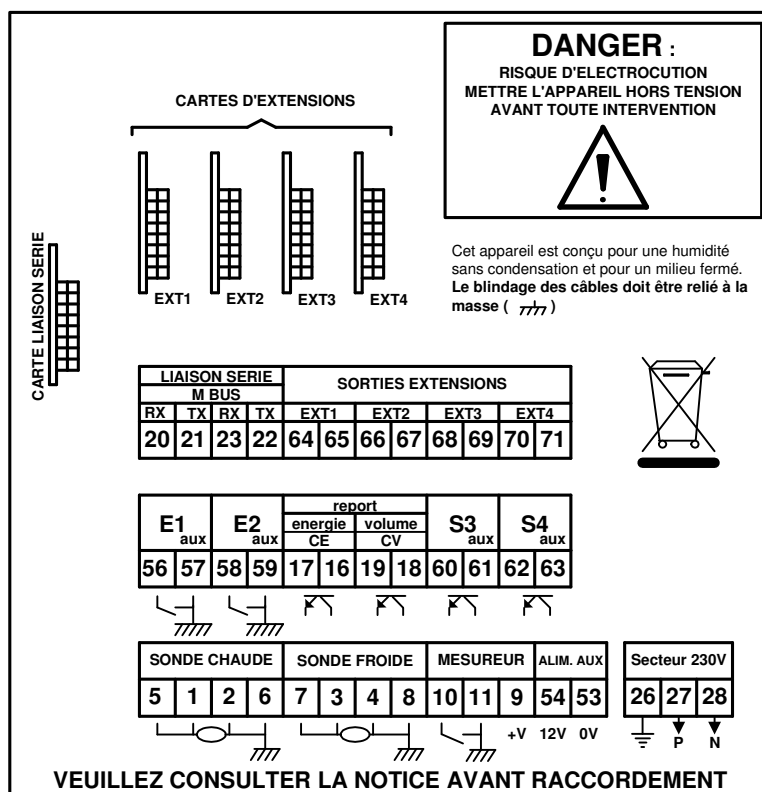 DANGER :
RISQUE D'ELECTROCUTION
METTRE L'APPAREIL HORS TENSION
AVANT TOUTE INTERVENTION
CARTES D'EXTENSIONS
EXT1 EXT2 EXT3 EXT4
CARTE LIAISON SERIE
Cet appareil est conçu pour une humidité
sans condensation et pour un milieu fermé.
Le blindage des câbles doit être relié à la
masse ( )
LIAISON SERIE SORTIES EXTENSIONS
M BUS
RX TX RX TX EXT1 EXT2 EXT3 EXT4
20 21 23 22 64 65 66 67 68 69 70 71
report
E1 aux E2 aux energie volume S3 aux S4 aux
CE CV
56 57 58 59 17 16 19 18 60 61 62 63
SONDE CHAUDE SONDE FROIDE MESUREUR ALIM. AUX Secteur 230V
5 1 2 6 7 3 4 8 10 11 9 54 53 26 27 28
+V 12V 0V P N
VEUILLEZ CONSULTER LA NOTICE AVANT RACCORDEMENT